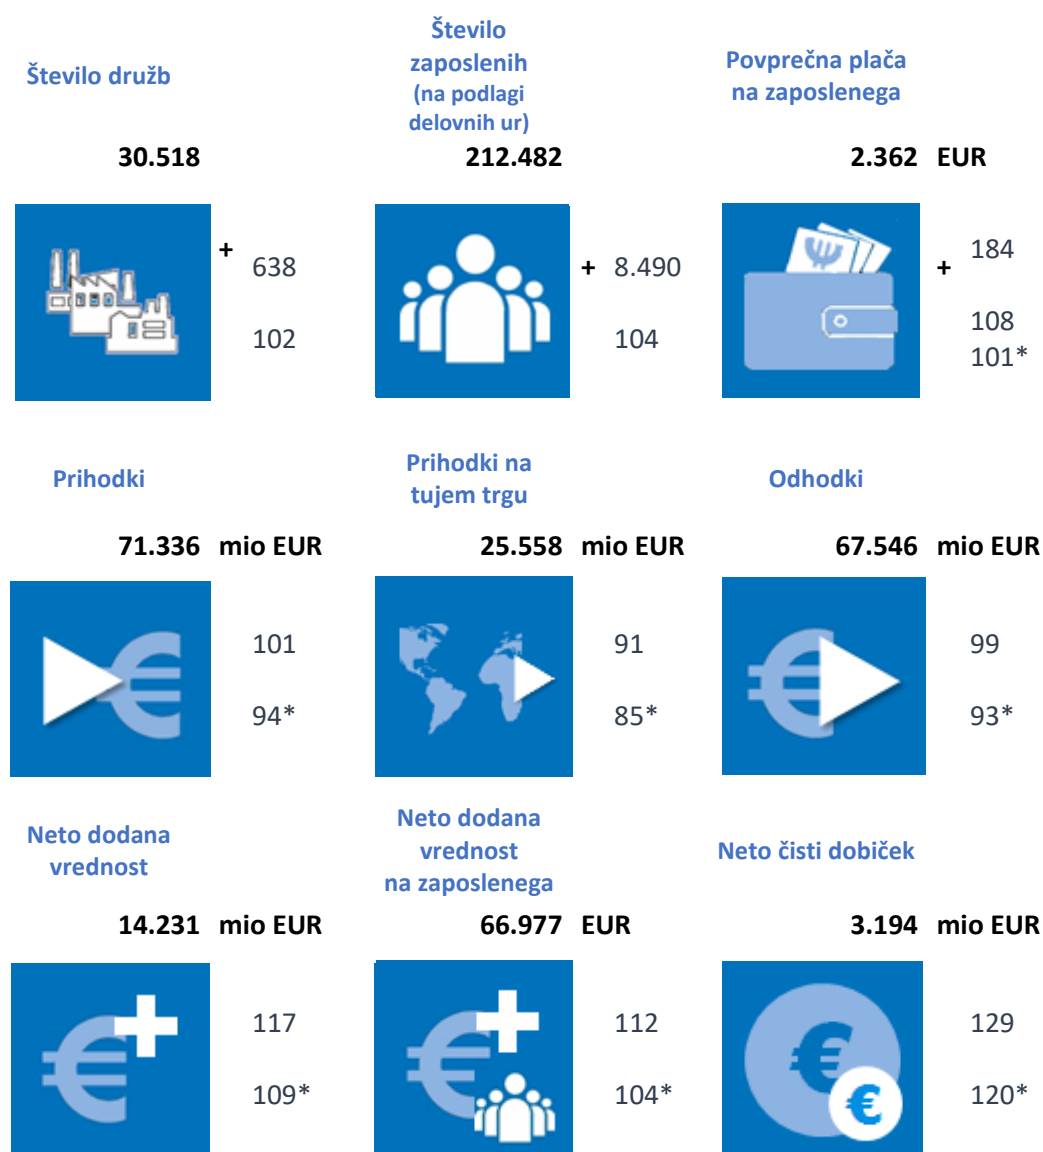 Število družb
30.518
+
638
102
Število
zaposlenih
(na podlagi
delovnih ur)
212.482
+ 8.490
104
Povprečna plača
na zaposlenega
2.362 EUR
+ 184
108
101*
Prihodki
71.336 mio EUR
101
94*
Prihodki na
tujem trgu
25.558 mio EUR
91
85*
Odhodki
67.546 mio EUR
99
93*
Neto dodana
vrednost
14.231 mio EUR
117
109*
Neto dodana
vrednost
na zaposlenega
66.977 EUR
112
104*
Neto čisti dobiček
3.194 mio EUR
129
120*